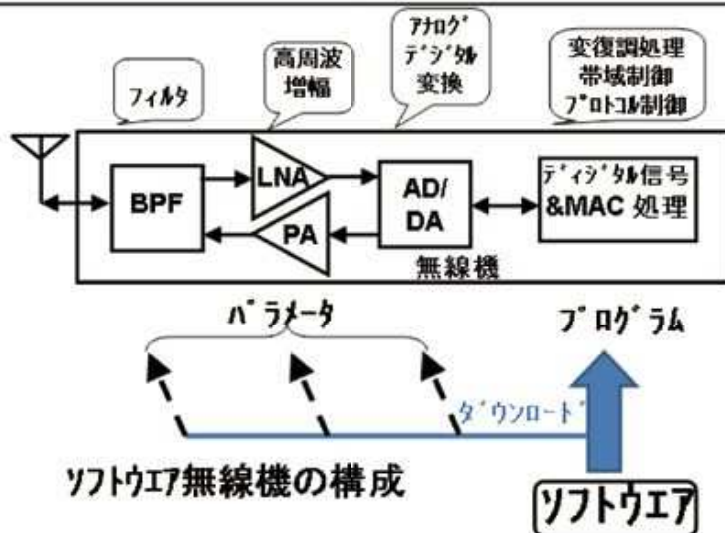 フィルタ
高周波
増幅
アナログ
デジタル
変換
変復調処理
帯域制御
プロトコル制御
BPF
LNA
PA
AD/
DA
ディジタル信号
&MAC 処理
無線機
パラメータ
プログラム
ダウンロード
ソフトウエア無線機の構成
ソフトウエア